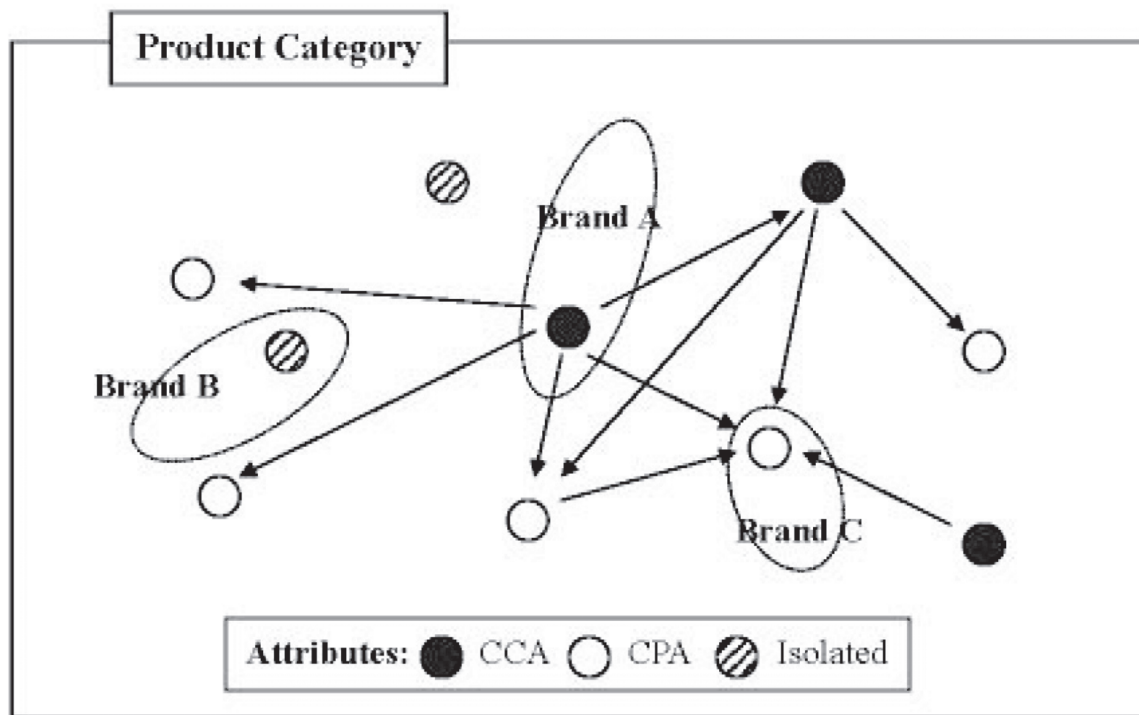 Product Category
Brand A
Brand B
Brand C
Attributes: CCA CPA Isolated